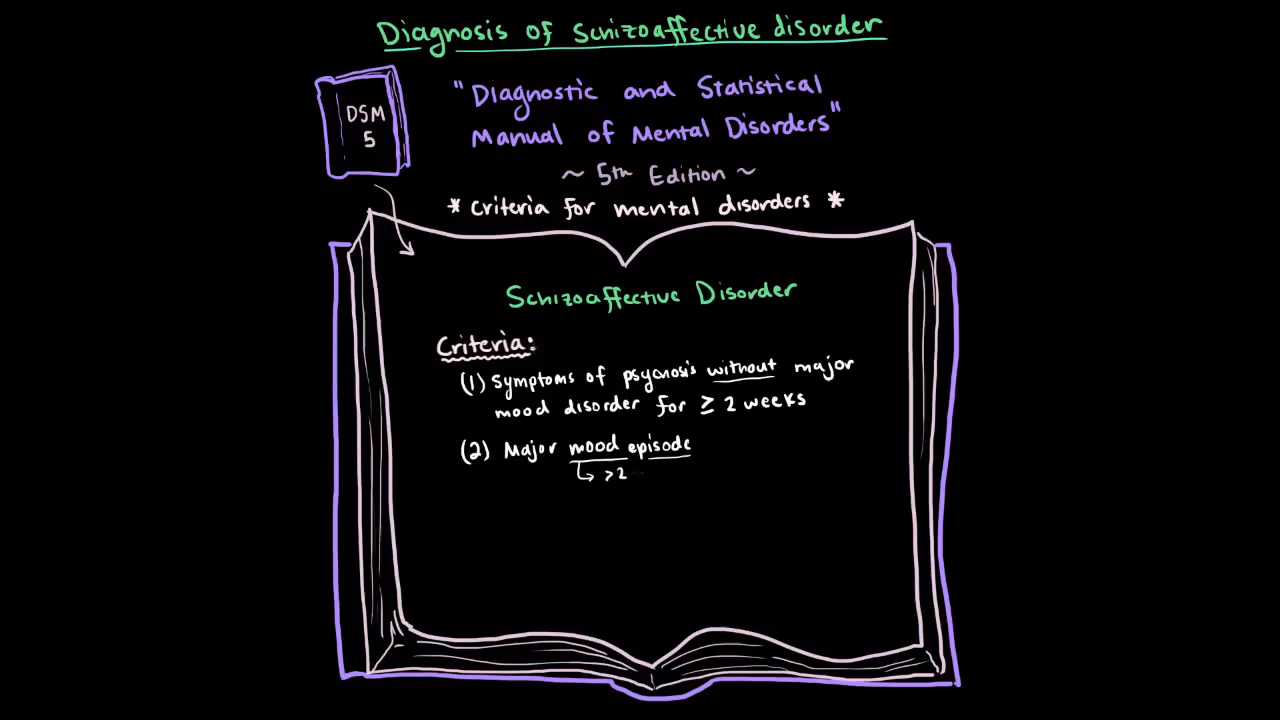 Diagnosis of schizoaffective disorder
DSM
5
"Diagnostic and Statistical
Manual of Mental Disorders"
~ 5th Edition ~
* criteria for mental disorders *
Schizoaffective Disorder
Criteria:
(1) Symptoms of psychosis without major
mood disorder for ≥ 2 weeks
(2) Major mood episode
↳ >2